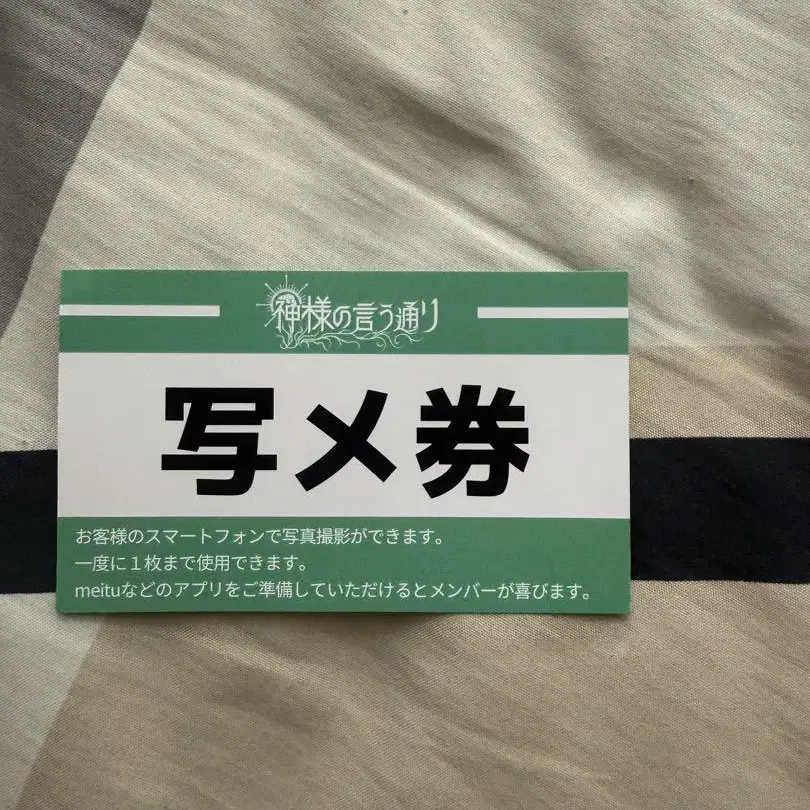 神様の言う通り
写メ券
お客様のスマートフォンで写真撮影ができます。
一度に１枚まで使用できます。
meituなどのアプリをご準備していただけるとメンバーが喜びます。